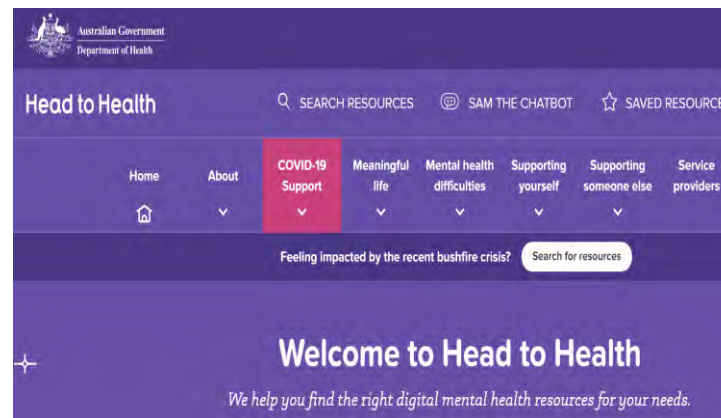 Australian Government
Department of Health
Head to Health
SEARCH RESOURCES
SAM THE CHATBOT
SAVED RESOURCE
Home
About
COVID-19
Support
Meaningful
life
Mental health
difficulties
Supporting
yourself
Supporting
someone else
Service
providers
Feeling impacted by the recent bushfire crisis?
Search for resources
Welcome to Head to Health
We help you find the right digital mental health resources for your needs.